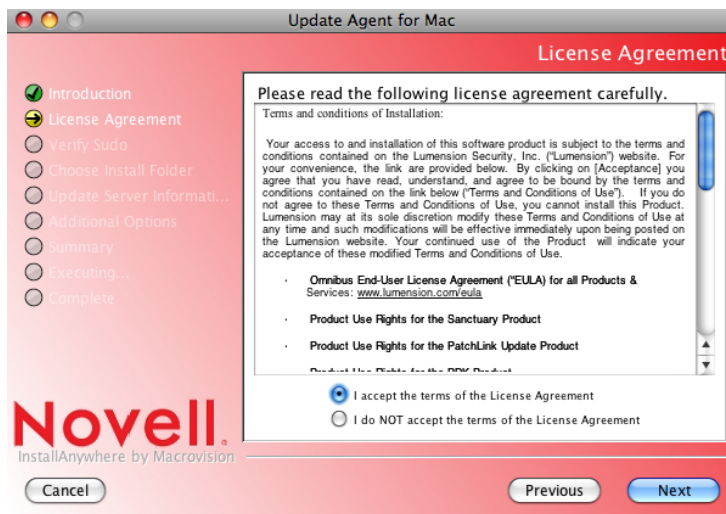 Update Agent for Mac
License Agreement
Introduction
License Agreement
Verify Sudo
Choose Install Folder
Update Server Informati...
Additional Options
Summary
Executing...
Complete
Please read the following license agreement carefully.
Terms and conditions of Installation:
Your access to and installation of this software product is subject to the terms and
conditions contained on the Lumension Security, Inc. ("Lumension") website. For
your convenience, the link are provided below. By clicking on [Acceptance] you
agree that you have read, understand, and agree to be bound by the terms and
conditions contained on the link below ("Terms and Conditions of Use"). If you do
not agree to these Terms and Conditions of Use, you cannot install this Product.
Lumension may at its sole discretion modify these Terms and Conditions of Use at
any time and such modifications will be effective immediately upon being posted on
the Lumension website. Your continued use of the Product will indicate your
acceptance of these modified Terms and Conditions of Use.
· Omnibus End-User License Agreement ("EULA) for all Products &
Services: www.lumension.com/eula
· Product Use Rights for the Sanctuary Product
· Product Use Rights for the PatchLink Update Product
Product Use Rights for the PDK Product
I accept the terms of the License Agreement
I do NOT accept the terms of the License Agreement
Novell.
InstallAnywhere by Macrovision
Cancel
Previous
Next